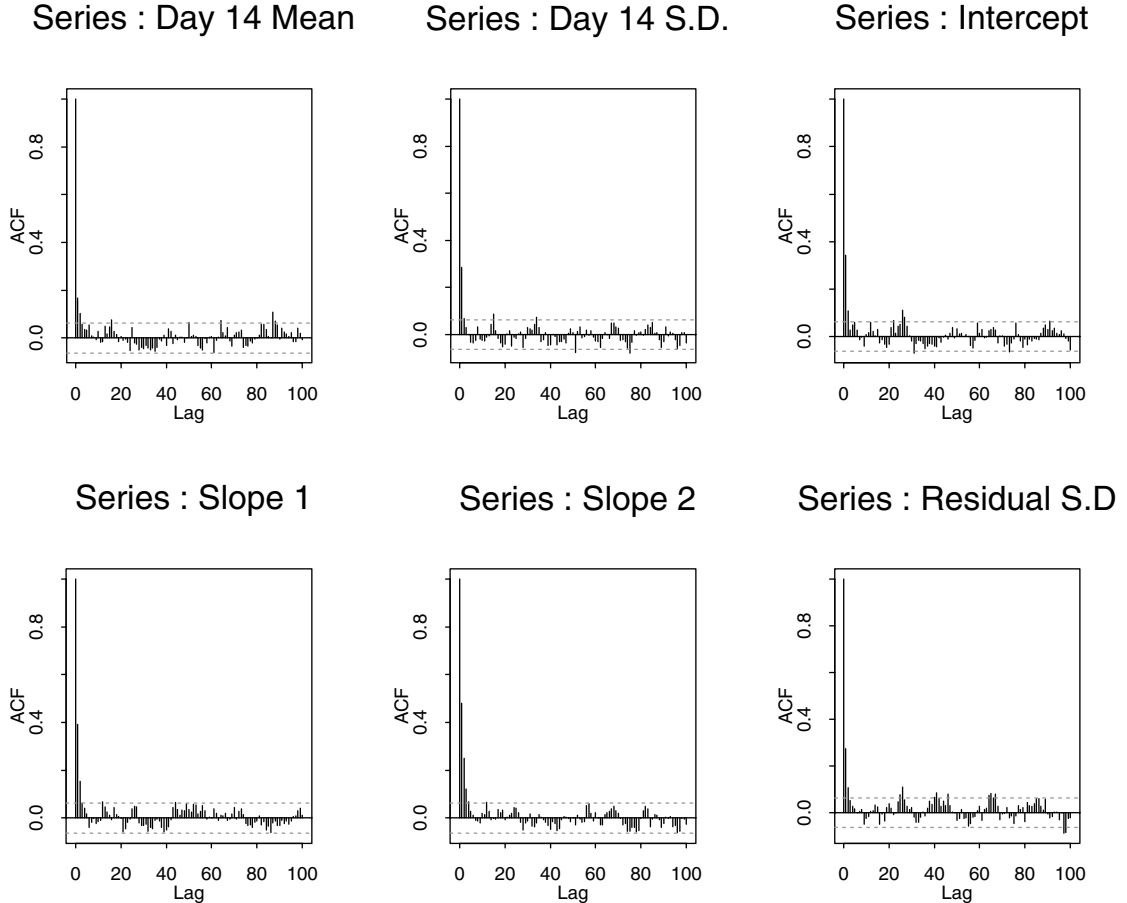 Series : Day 14 Mean
ACF
0.0 0.4 0.8
0 20 40 60 80 100
Lag
Series : Day 14 S.D.
ACF
0.0 0.4 0.8
0 20 40 60 80 100
Lag
Series : Intercept
ACF
0.0 0.4 0.8
0 20 40 60 80 100
Lag
Series : Slope 1
ACF
0.0 0.4 0.8
0 20 40 60 80 100
Lag
Series : Slope 2
ACF
0.0 0.4 0.8
0 20 40 60 80 100
Lag
Series : Residual S.D
ACF
0.0 0.4 0.8
0 20 40 60 80 100
Lag